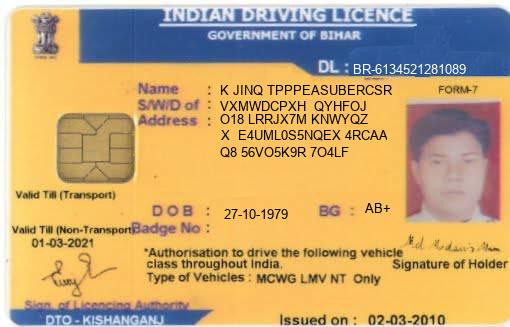 INDIAN DRIVING LICENCE
GOVERNMENT OF BIHAR
DL : BR-6134521281089
Name : K JINQ TPPPEASUBERCSR
FORM-7
S/W/D of : VXMWDCPXH QYHFOJ
Address : O18 LRRJX7M KNWYQZ
X E4UML0S5NQEX 4RCAA
Q8 56VO5K9R 7O4LF
Valid Till (Transport)
D O B : 27-10-1979 BG : AB+
Valid Till (Non-Transport)
Badge No :
01-03-2021
*Authorisation to drive the following vehicle
class throughout India.
Signature of Holder
Type of Vehicles : MCWG LMV NT Only
Sign. of Licencing Authority
DTO - KISHANGANJ
Issued on : 02-03-2010